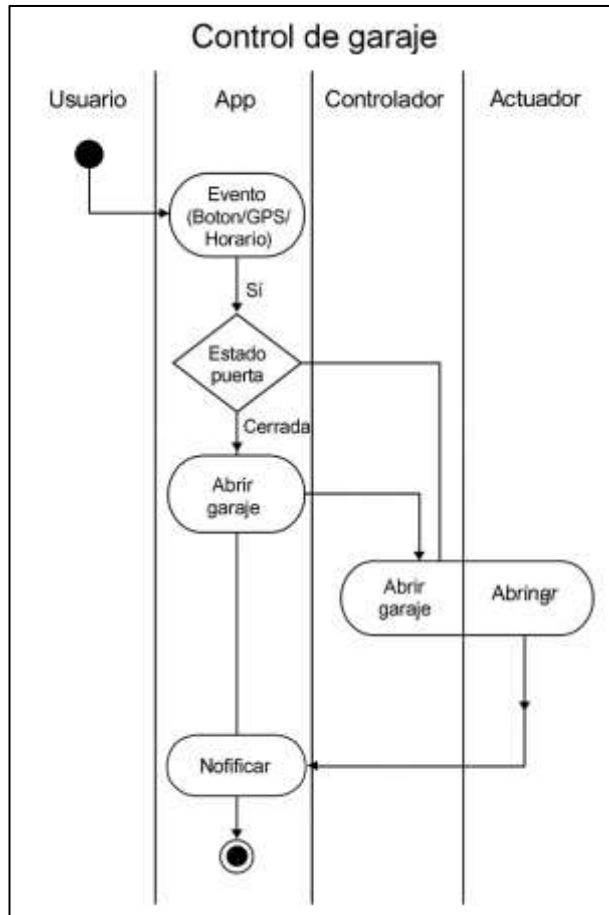 Control de garaje
Usuario
App
Controlador
Actuador
Evento
(Boton/GPS/
Horario)
Sí
Estado
puerta
Cerrada
Abrir
garaje
Abrir
garaje
Nofificar